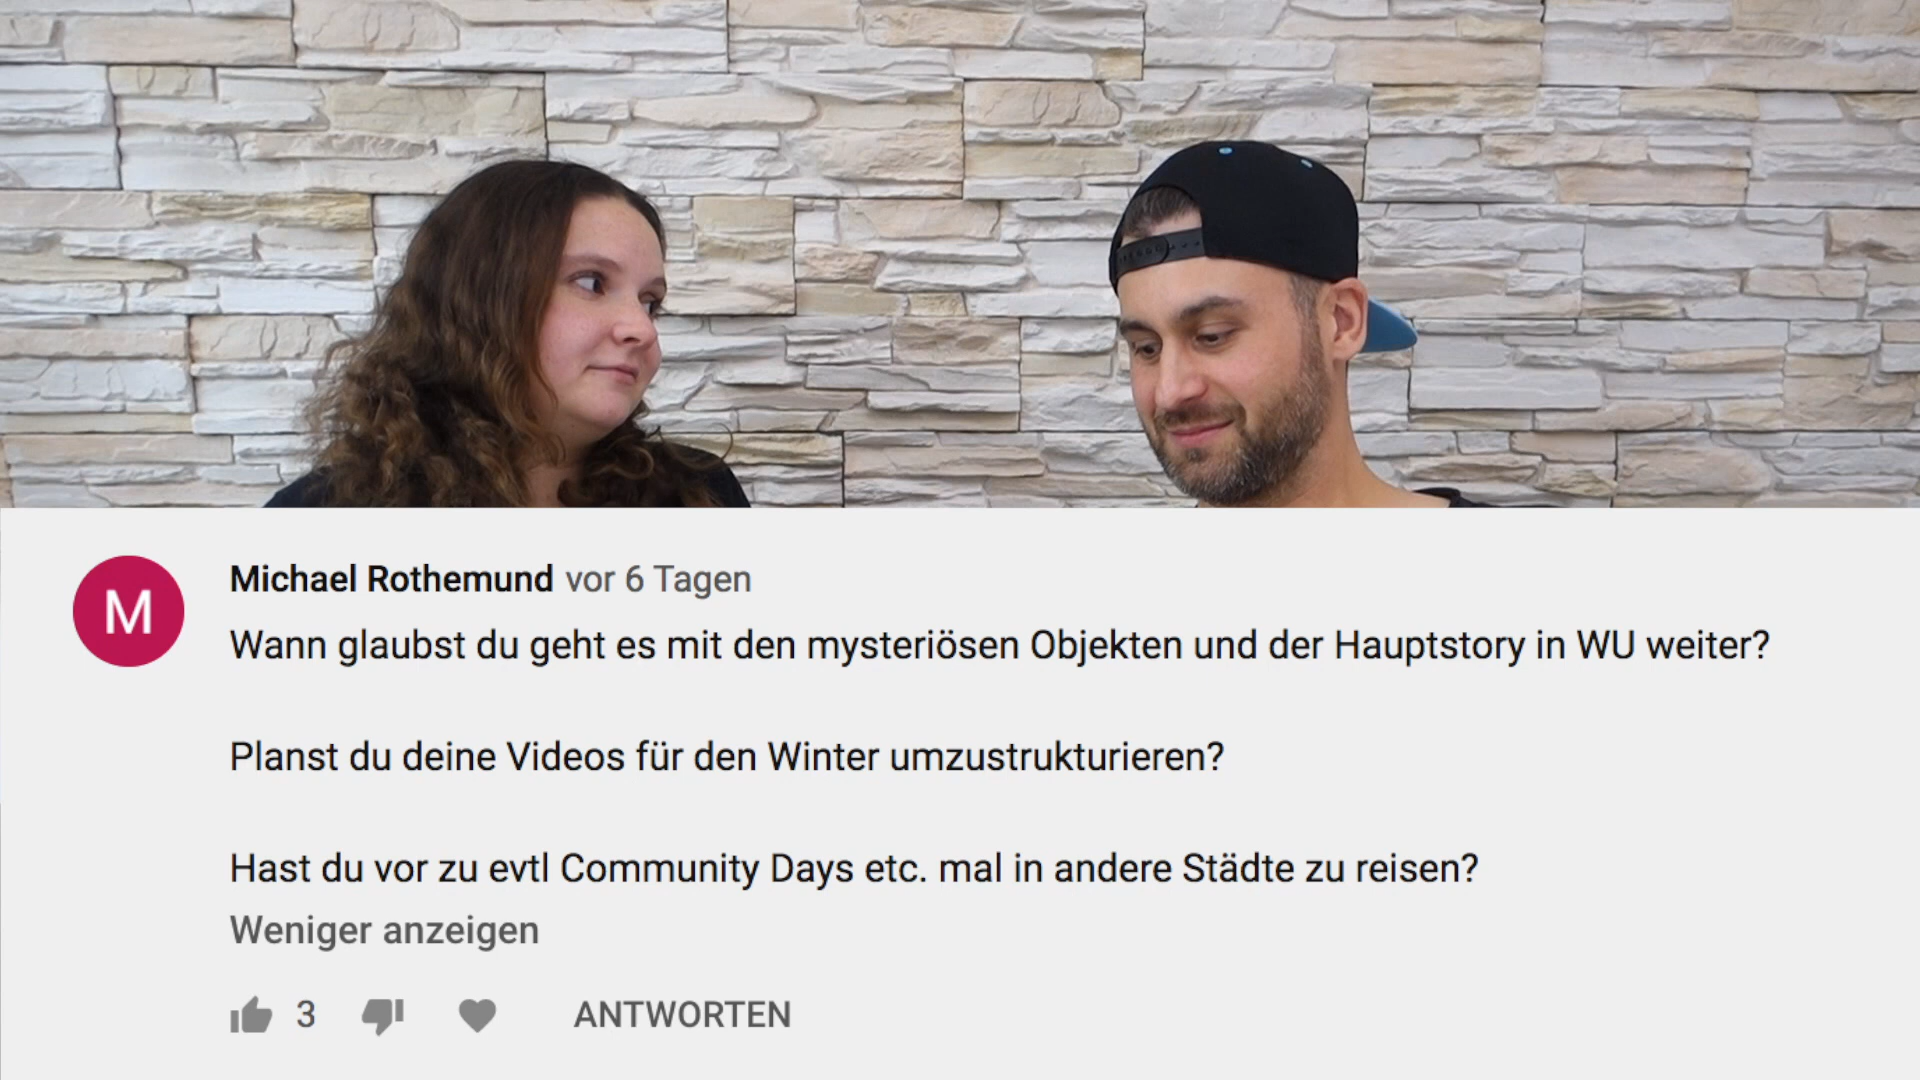 M
Michael Rothemund vor 6 Tagen
Wann glaubst du geht es mit den mysteriösen Objekten und der Hauptstory in WU weiter?
Planst du deine Videos für den Winter umzustrukturieren?
Hast du vor zu evtl Community Days etc. mal in andere Städte zu reisen?
Weniger anzeigen
3 ANTWORTEN